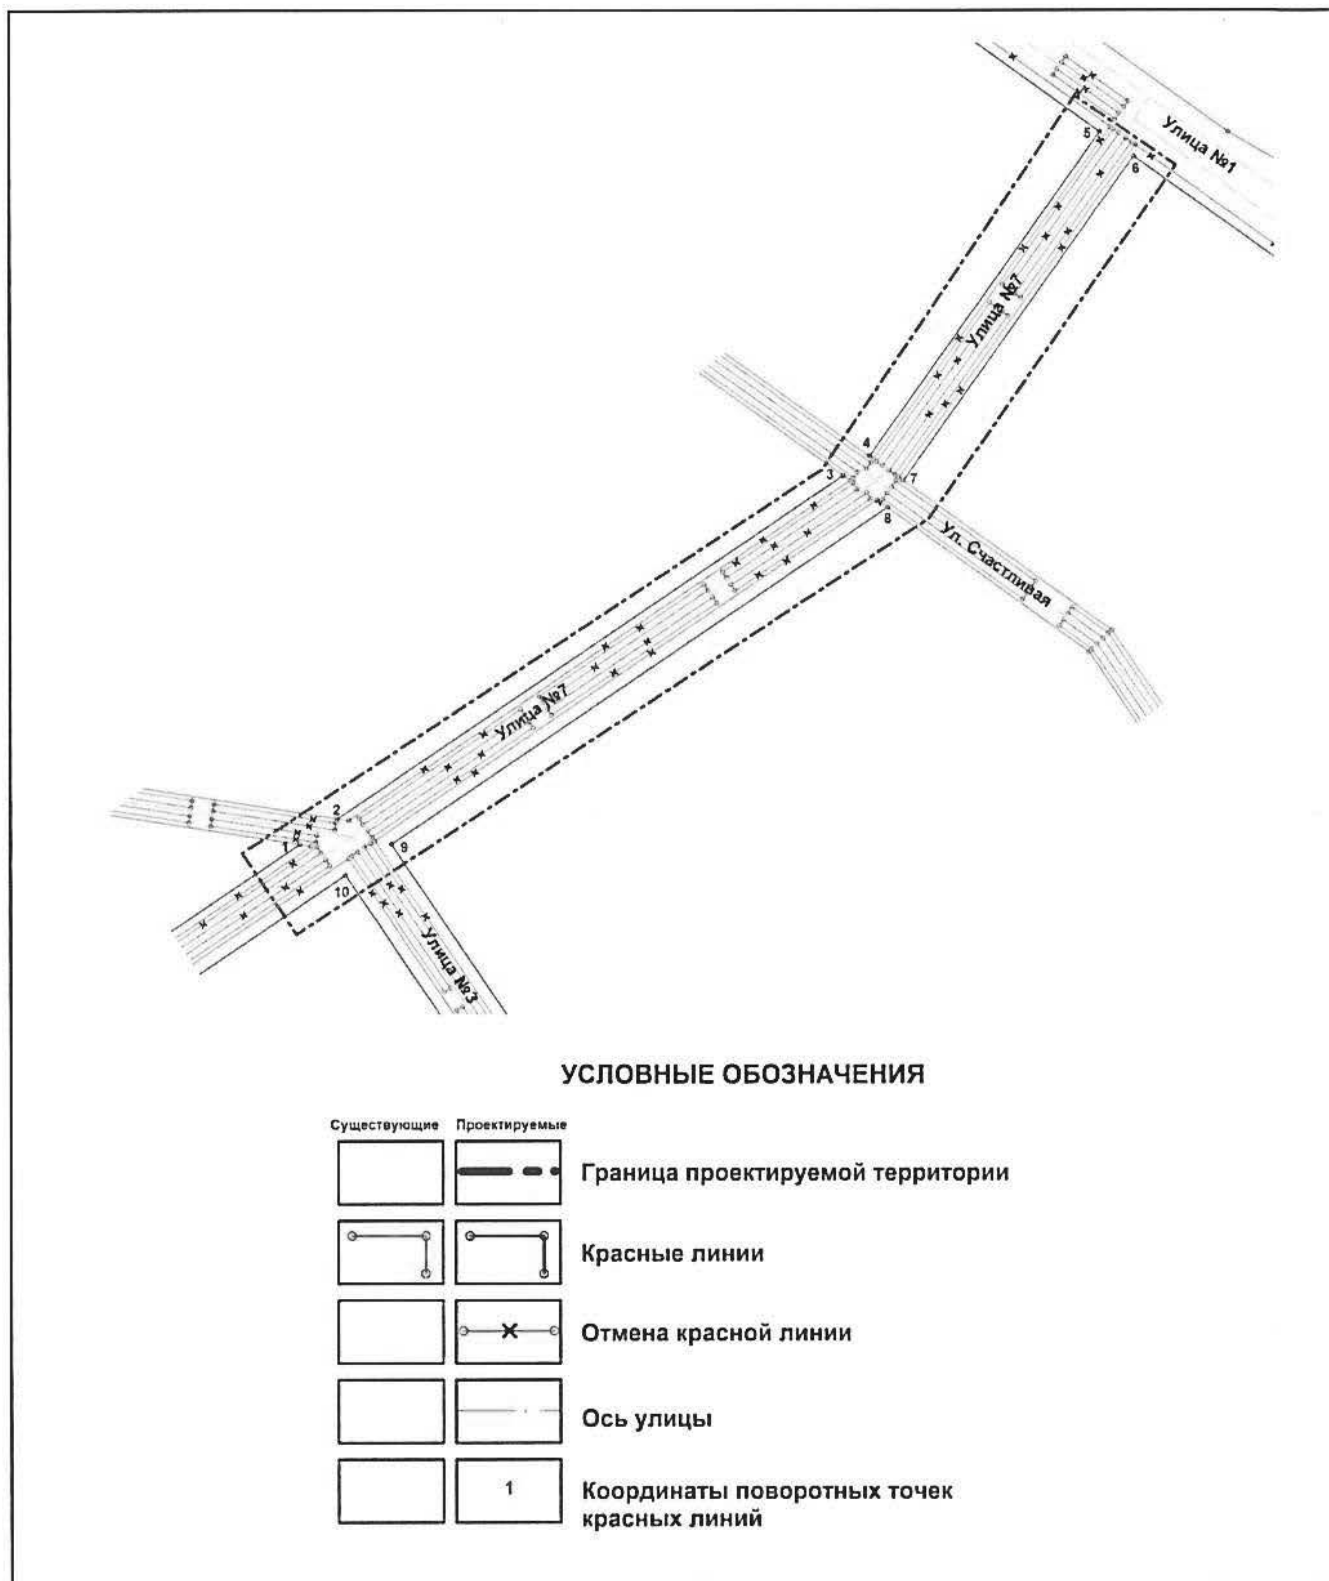 Улица №1
5
6
Улица №7
4
3
7
8
Ул. Счастливая
Улица №7
2
1
9
10
Улица №3
УСЛОВНЫЕ ОБОЗНАЧЕНИЯ
Существующие Проектируемые
Граница проектируемой территории
Красные линии
Отмена красной линии
Ось улицы
1
Координаты поворотных точек
красных линий